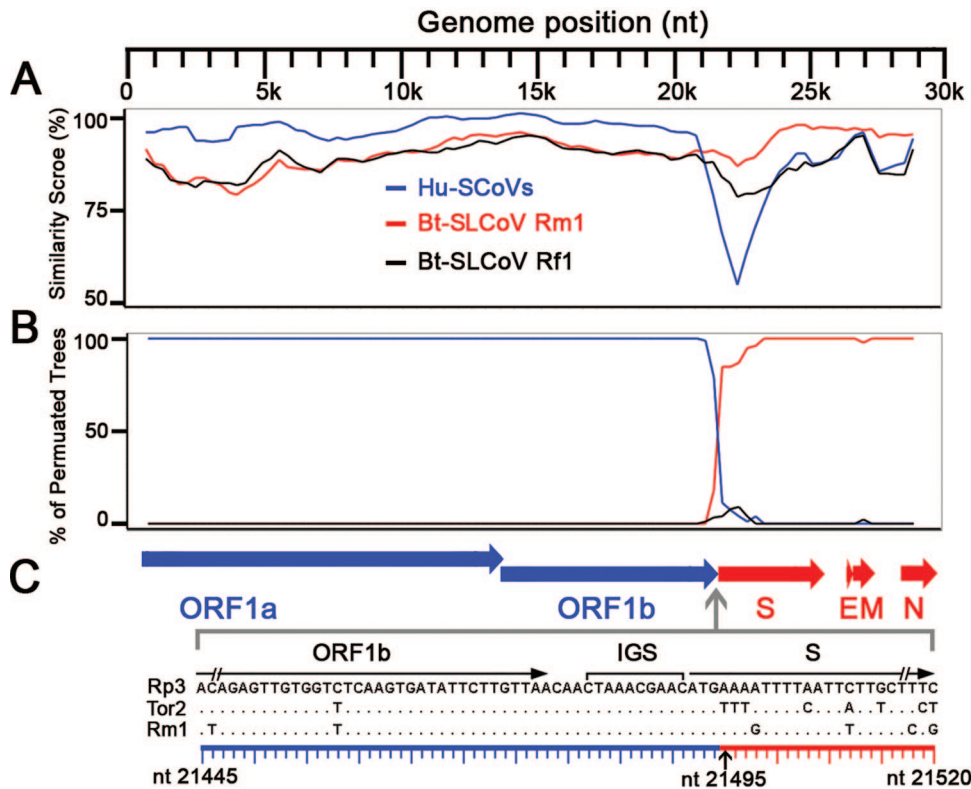 Genome position (nt)
A
0 5k 10k 15k 20k 25k 30k
Similarity Scroe (%)
100
75
50
Hu-SCoVs
Bt-SLCoV Rm1
Bt-SLCoV Rf1
B
% of Permuated Trees
100
50
0
C
ORF1a ORF1b S EM N
ORF1b IGS S
Rp3 ACAGAGTTGTGGTCTCAAGTGATATTCTTGTTAACAACTAAACGAACATGAAAATTTTAATTCTTGCTTTC
Tor2 .............T....................................TTT.....C...A..T...CT
Rm1 .T...........T.......................................G........T.....C.G
nt 21445 nt 21495 nt 21520